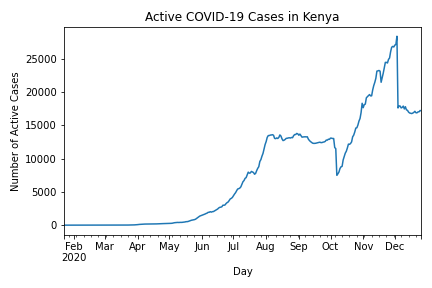 Active COVID-19 Cases in Kenya
Number of Active Cases
25000
20000
15000
10000
5000
0
Feb Mar Apr May Jun Jul Aug Sep Oct Nov Dec
2020
Day